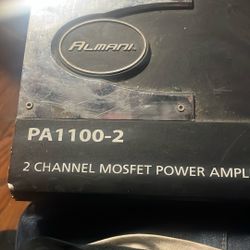 ALMANI
PA1100-2
2 CHANNEL MOSFET POWER AMPL